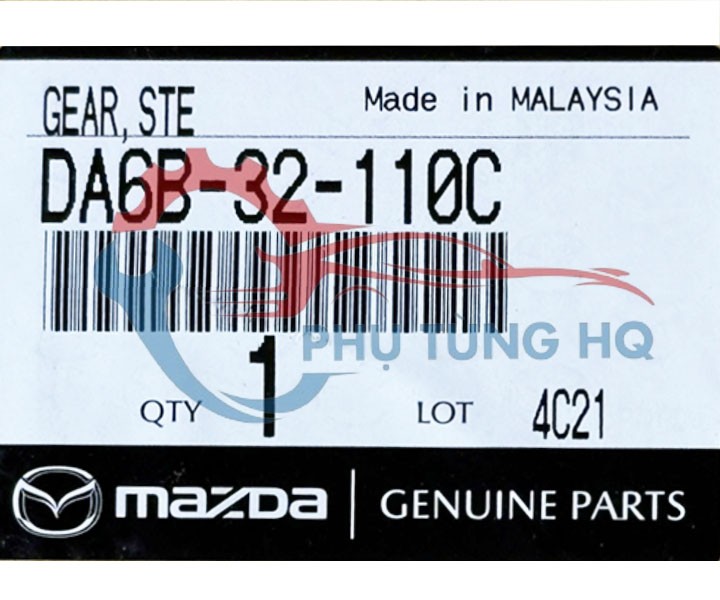 GEAR, STE
Made in MALAYSIA
DA6B-32-110C
PHỤ TÙNG HQ
QTY 1 LOT 4C21
mazda GENUINE PARTS